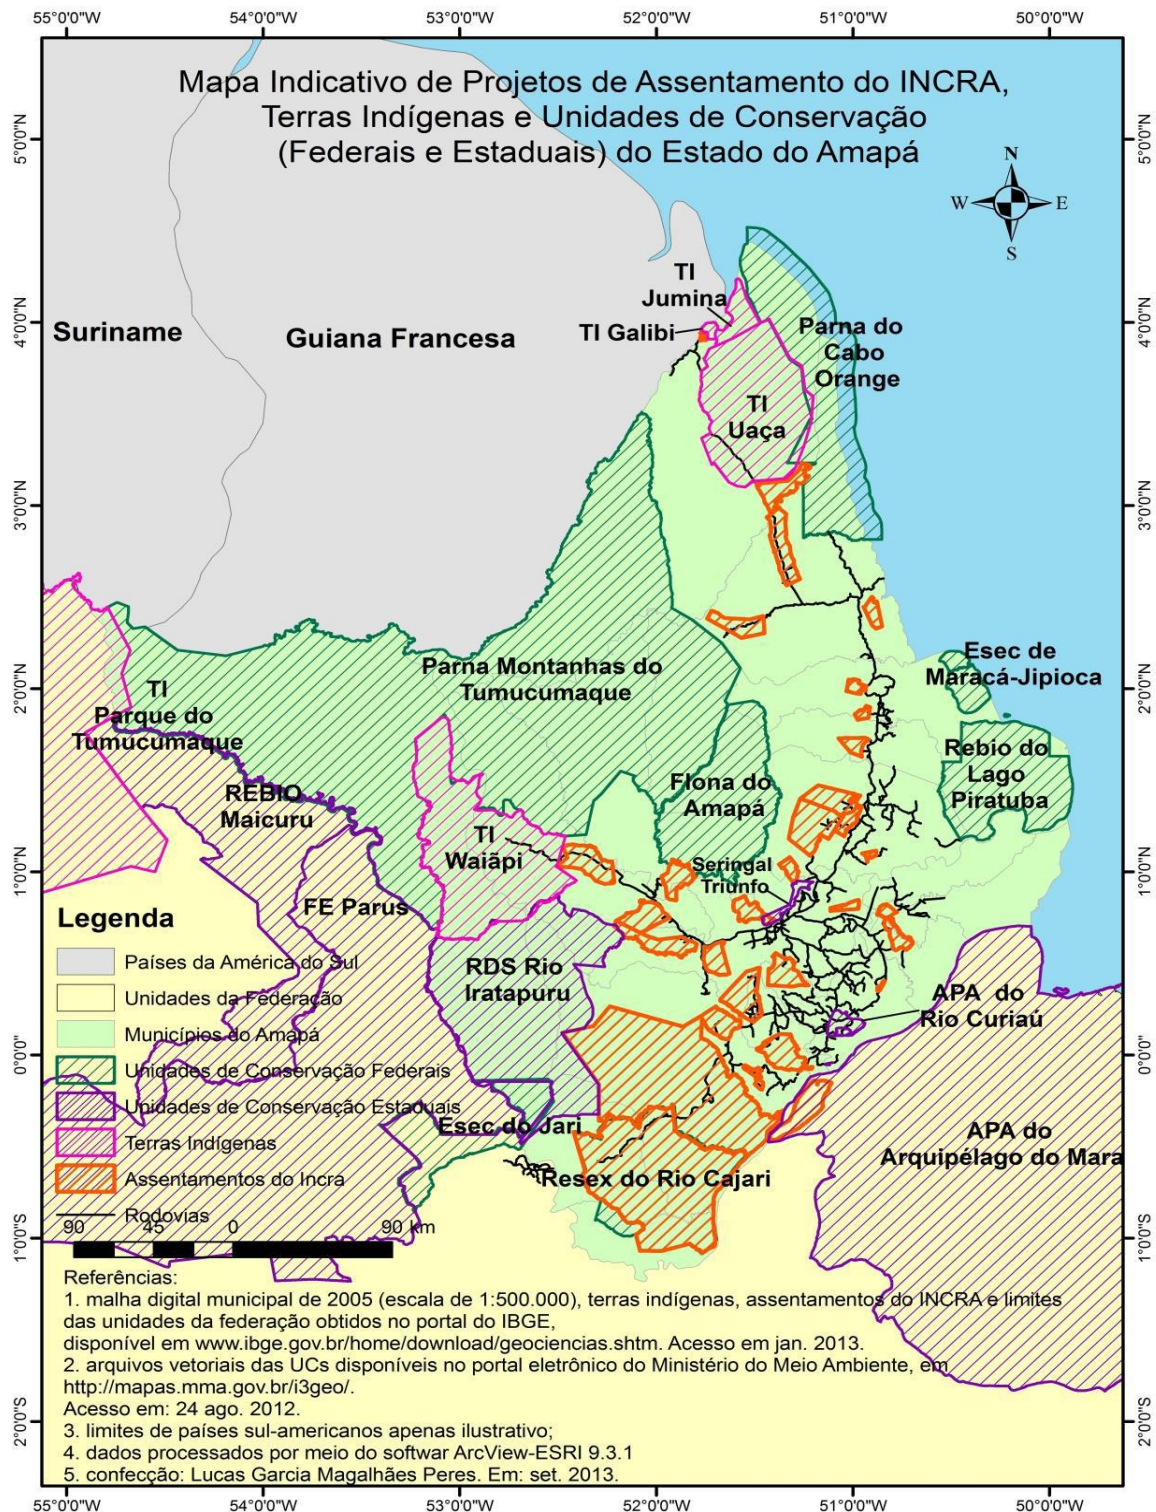 55°0'0"W 54°0'0"W 53°0'0"W 52°0'0"W 51°0'0"W 50°0'0"W
Mapa Indicativo de Projetos de Assentamento do INCRA,
Terras Indígenas e Unidades de Conservação
(Federais e Estaduais) do Estado do Amapá
5°0'0"N
5°0'0"N
N
W E
S
TI
Jumina
TI Galibi
4°0'0"N
4°0'0"N
Suriname
Guiana Francesa
Parna do
Cabo
Orange
TI
Uaça
3°0'0"N
3°0'0"N
Esec de
Maracá-Jipioca
Parna Montanhas do
Tumucumaque
2°0'0"N
2°0'0"N
TI
Parque do
Tumucumaque
Rebio do
Lago
Piratuba
Flona do
Amapá
REBIO
Maicuru
TI
Waiãpi
Seringal
Triunfo
1°0'0"N
1°0'0"N
FE Parus
RDS Rio
Iratapuru
APA do
Rio Curiaú
0°0'0"
0°0'0"
Esec do Jari
APA do
Arquipélago do Mara
Resex do Rio Cajari
Legenda
Países da América do Sul
Unidades da Federação
Municípios do Amapá
Unidades de Conservação Federais
Unidades de Conservação Estaduais
Terras Indígenas
Assentamentos do Incra
Rodovias
90 45 0 90 km
1°0'0"S
1°0'0"S
Referências:
1. malha digital municipal de 2005 (escala de 1:500.000), terras indígenas, assentamentos do INCRA e limites
das unidades da federação obtidos no portal do IBGE,
disponível em www.ibge.gov.br/home/download/geociencias.shtm. Acesso em jan. 2013.
2. arquivos vetoriais das UCs disponíveis no portal eletrônico do Ministério do Meio Ambiente, em
http://mapas.mma.gov.br/i3geo/.
Acesso em: 24 ago. 2012.
3. limites de países sul-americanos apenas ilustrativo;
4. dados processados por meio do softwar ArcView-ESRI 9.3.1
5. confecção: Lucas Garcia Magalhães Peres. Em: set. 2013.
2°0'0"S
2°0'0"S
55°0'0"W 54°0'0"W 53°0'0"W 52°0'0"W 51°0'0"W 50°0'0"W